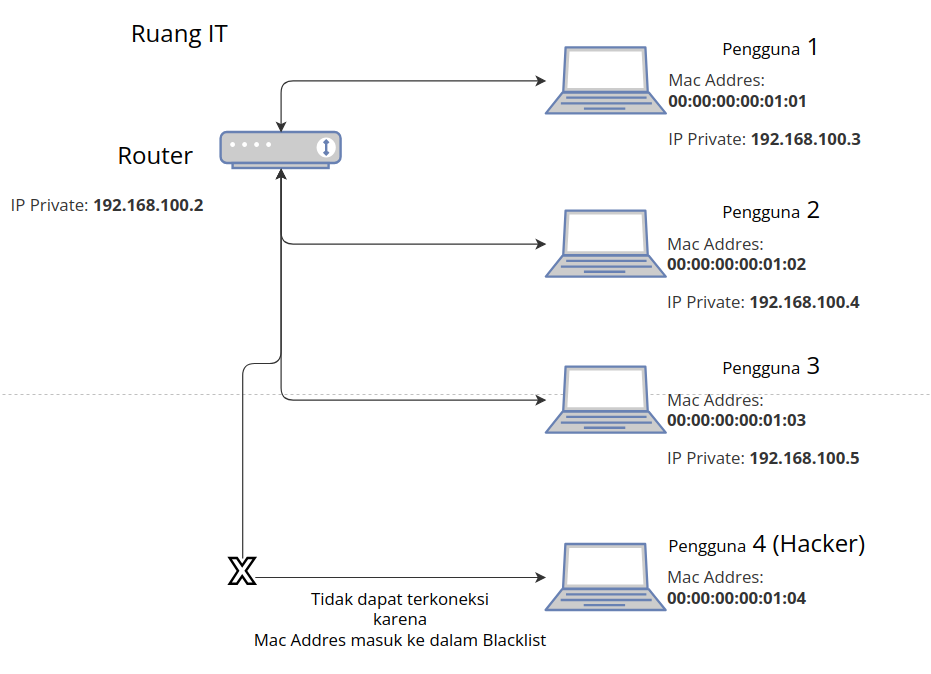 Ruang IT
Router
IP Private: 192.168.100.2
Pengguna 1
Mac Addres:
00:00:00:00:01:01
IP Private: 192.168.100.3
Pengguna 2
Mac Addres:
00:00:00:00:01:02
IP Private: 192.168.100.4
Pengguna 3
Mac Addres:
00:00:00:00:01:03
IP Private: 192.168.100.5
X
Pengguna 4 (Hacker)
Mac Addres:
00:00:00:00:01:04
Tidak dapat terkoneksi
karena
Mac Addres masuk ke dalam Blacklist